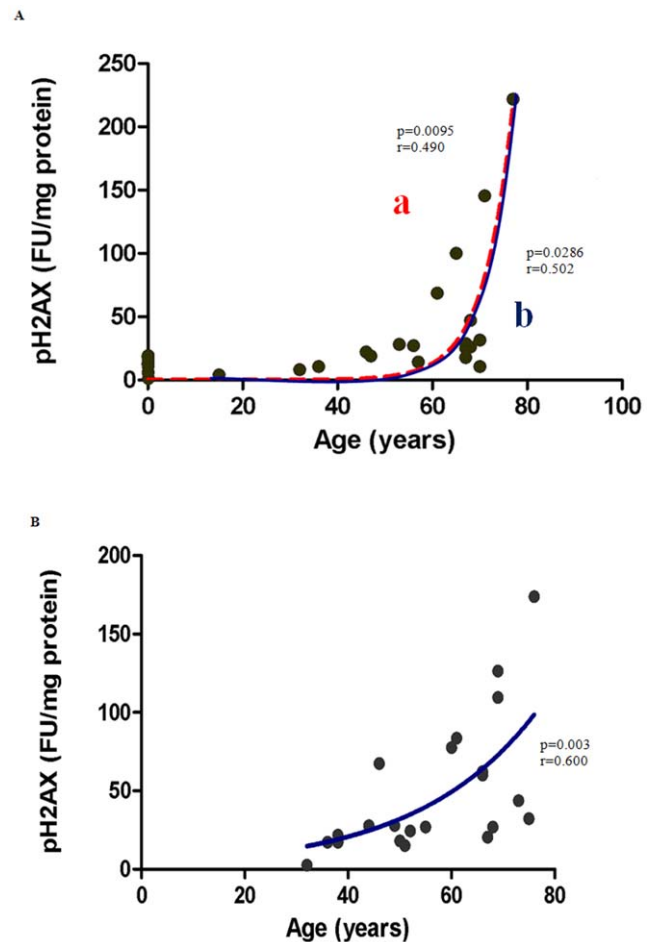 A
250
200
150
100
50
0
pH2AX (FU/mg protein)
p=0.0095
r=0.490
a
p=0.0286
r=0.502
b
0 20 40 60 80 100
Age (years)
B
200
150
100
50
0
pH2AX (FU/mg protein)
p=0.003
r=0.600
0 20 40 60 80
Age (years)